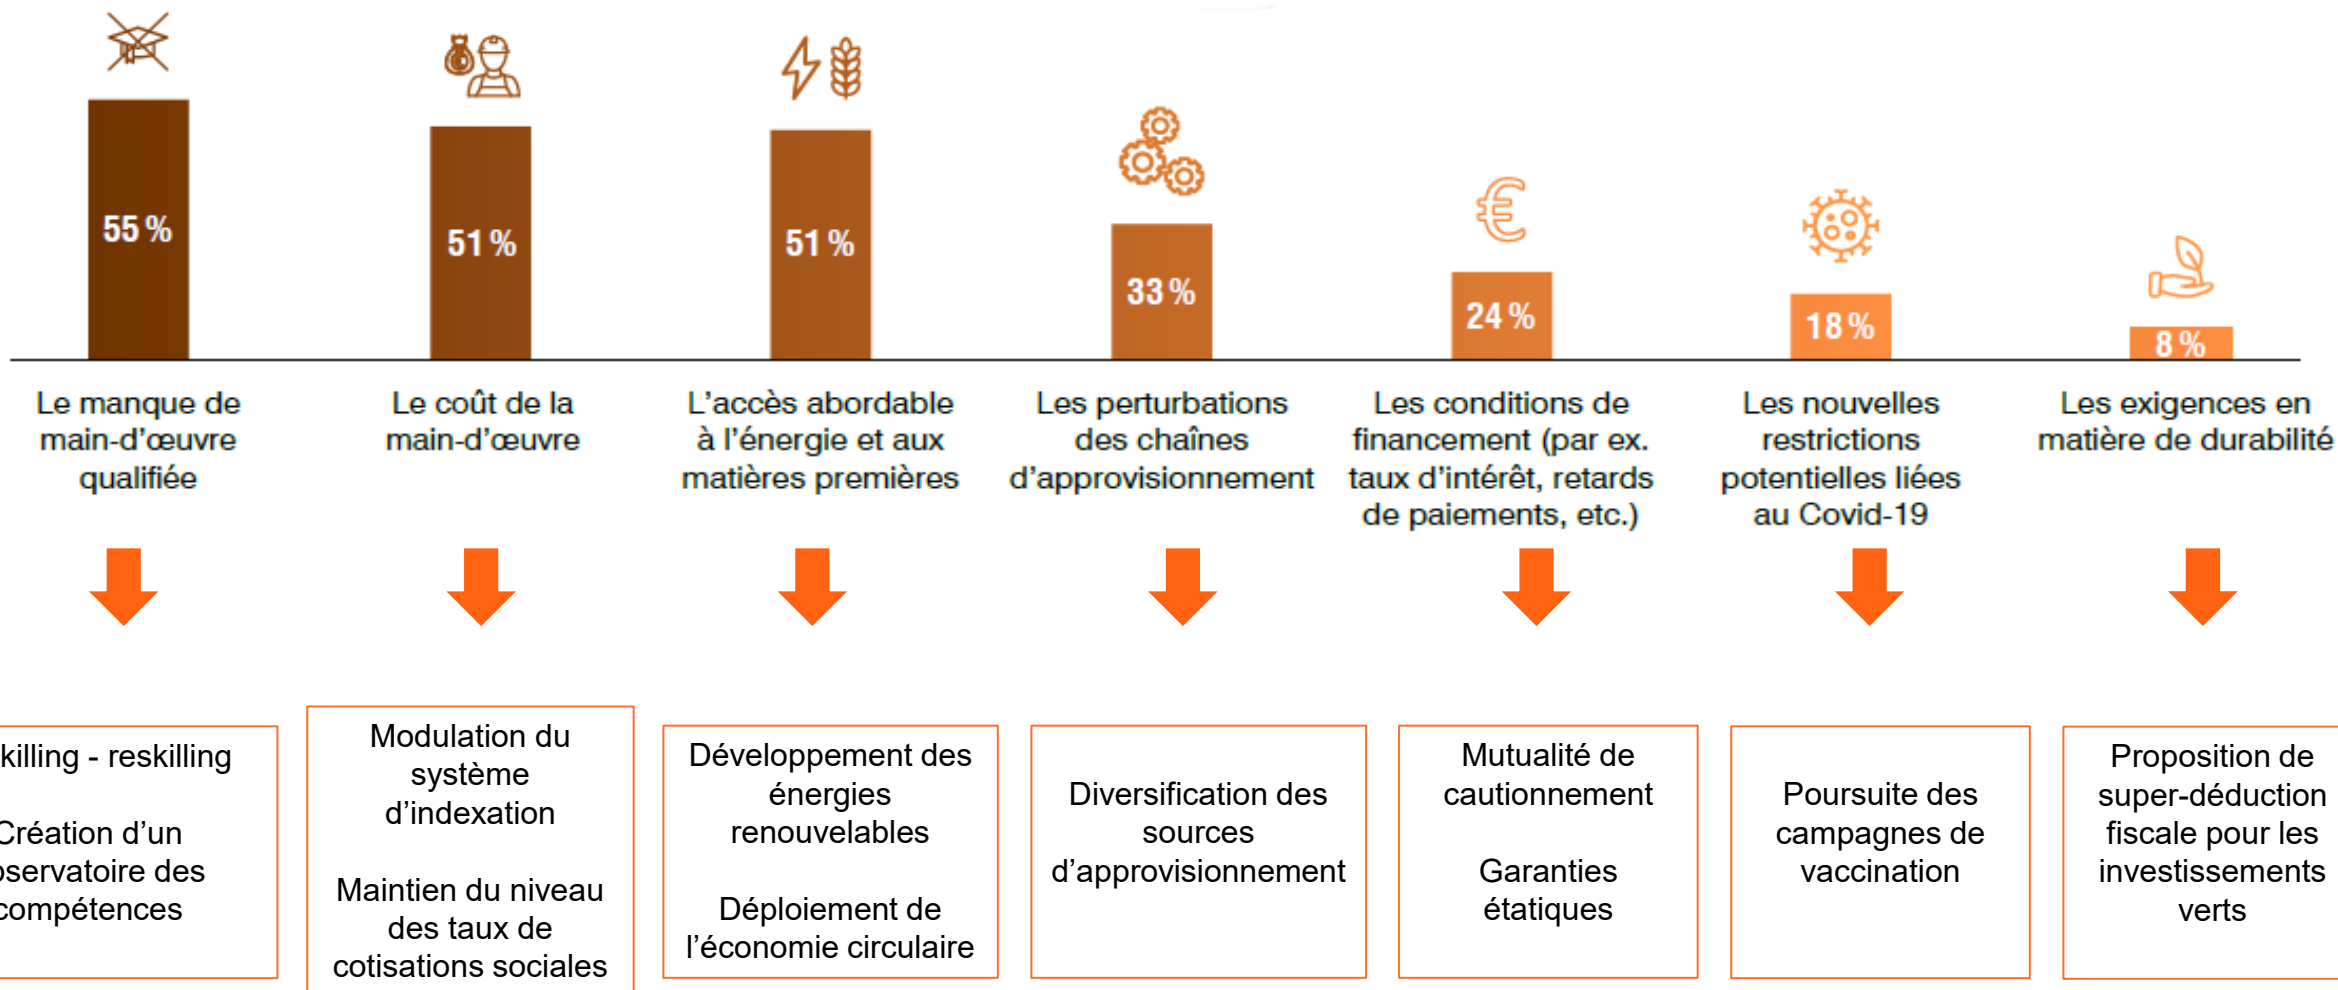 55 %
51 %
51 %
33 %
24 %
18 %
8 %
Le manque de
main-d’œuvre
qualifiée
Le coût de la
main-d’œuvre
L’accès abordable
à l’énergie et aux
matières premières
Les perturbations
des chaînes
d’approvisionnement
Les conditions de
financement (par ex.
taux d’intérêt, retards
de paiements, etc.)
Les nouvelles
restrictions
potentielles liées
au Covid-19
Les exigences en
matière de durabilité
killing - reskilling
Création d’un
servatoire des
compétences
Modulation du
système
d’indexation
Maintien du niveau
des taux de
cotisations sociales
Développement des
énergies
renouvelables
Déploiement de
l’économie circulaire
Diversification des
sources
d’approvisionnement
Mutualité de
cautionnement
Garanties
étatiques
Poursuite des
campagnes de
vaccination
Proposition de
super-déduction
fiscale pour les
investissements
verts